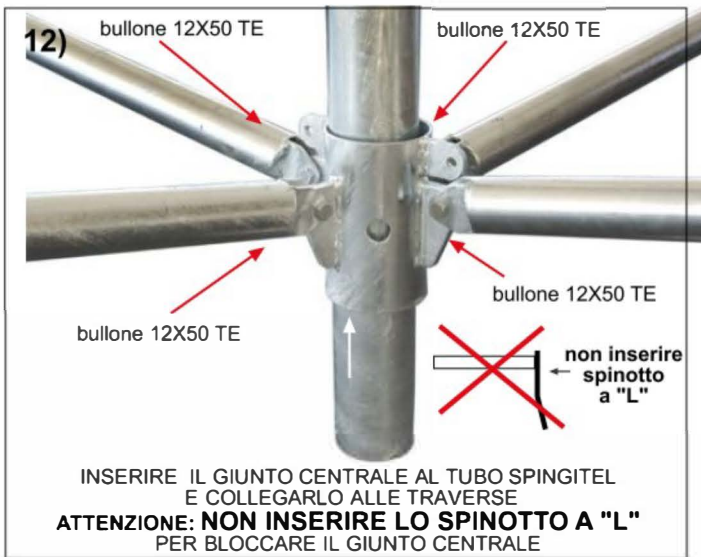 12)
bullone 12X50 TE
bullone 12X50 TE
bullone 12X50 TE
bullone 12X50 TE
non inserire
spinotto
a "L"
INSERIRE IL GIUNTO CENTRALE AL TUBO SPINGITEL
E COLLEGARLO ALLE TRAVERSE
ATTENZIONE: NON INSERIRE LO SPINOTTO A "L"
PER BLOCCARE IL GIUNTO CENTRALE